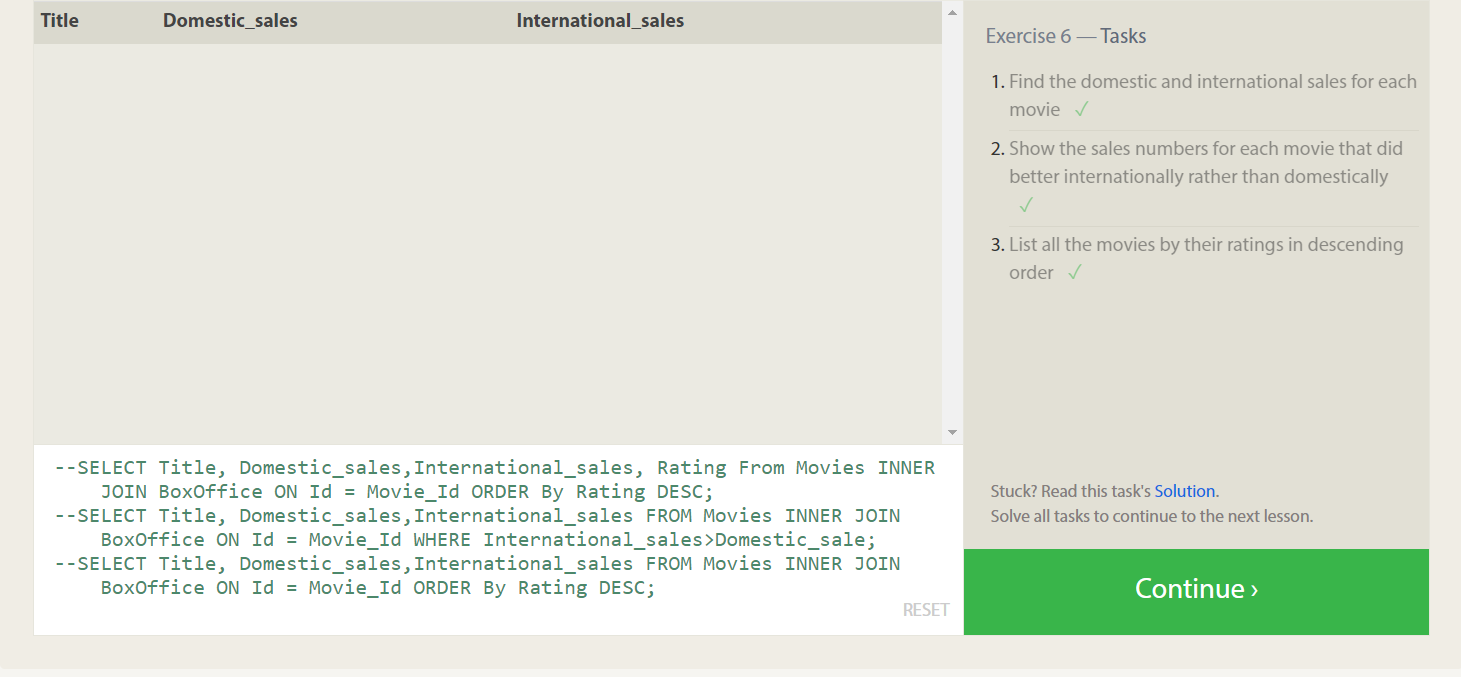 Title Domestic_sales International_sales
Exercise 6 — Tasks
1. Find the domestic and international sales for each
movie ✓
2. Show the sales numbers for each movie that did
better internationally rather than domestically
✓
3. List all the movies by their ratings in descending
order ✓
Stuck? Read this task's Solution.
Solve all tasks to continue to the next lesson.
Continue ›
--SELECT Title, Domestic_sales,International_sales, Rating From Movies INNER
JOIN BoxOffice ON Id = Movie_Id ORDER By Rating DESC;
--SELECT Title, Domestic_sales,International_sales FROM Movies INNER JOIN
BoxOffice ON Id = Movie_Id WHERE International_sales>Domestic_sale;
--SELECT Title, Domestic_sales,International_sales FROM Movies INNER JOIN
BoxOffice ON Id = Movie_Id ORDER By Rating DESC;
RESET